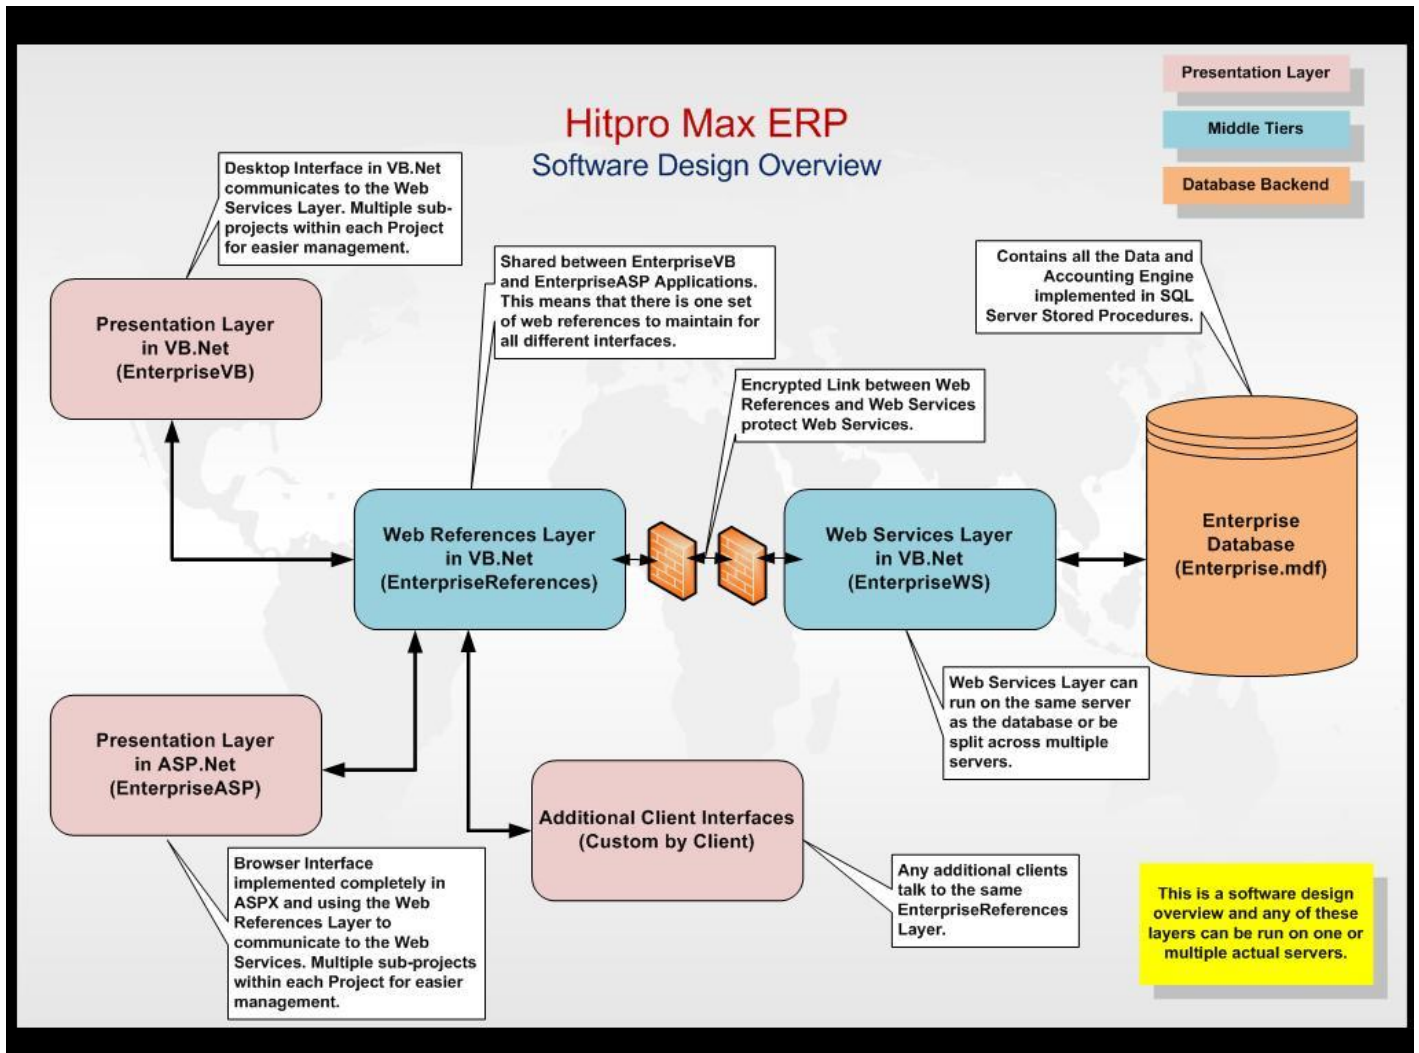 Presentation Layer
Middle Tiers
Database Backend
Hitpro Max ERP
Software Design Overview
Desktop Interface in VB.Net
communicates to the Web
Services Layer. Multiple sub-
projects within each Project
for easier management.
Shared between EnterpriseVB
and EnterpriseASP Applications.
This means that there is one set
of web references to maintain for
all different interfaces.
Contains all the Data and
Accounting Engine
implemented in SQL
Server Stored Procedures.
Presentation Layer
in VB.Net
(EnterpriseVB)
Encrypted Link between Web
References and Web Services
protect Web Services.
Web References Layer
in VB.Net
(EnterpriseReferences)
Web Services Layer
in VB.Net
(EnterpriseWS)
Enterprise
Database
(Enterprise.mdf)
Web Services Layer can
run on the same server
as the database or be
split across multiple
servers.
Presentation Layer
in ASP.Net
(EnterpriseASP)
Additional Client Interfaces
(Custom by Client)
Browser Interface
implemented completely in
ASPX and using the Web
References Layer to
communicate to the Web
Services. Multiple sub-projects
within each Project for easier
management.
Any additional clients
talk to the same
EnterpriseReferences
Layer.
This is a software design
overview and any of these
layers can be run on one or
multiple actual servers.